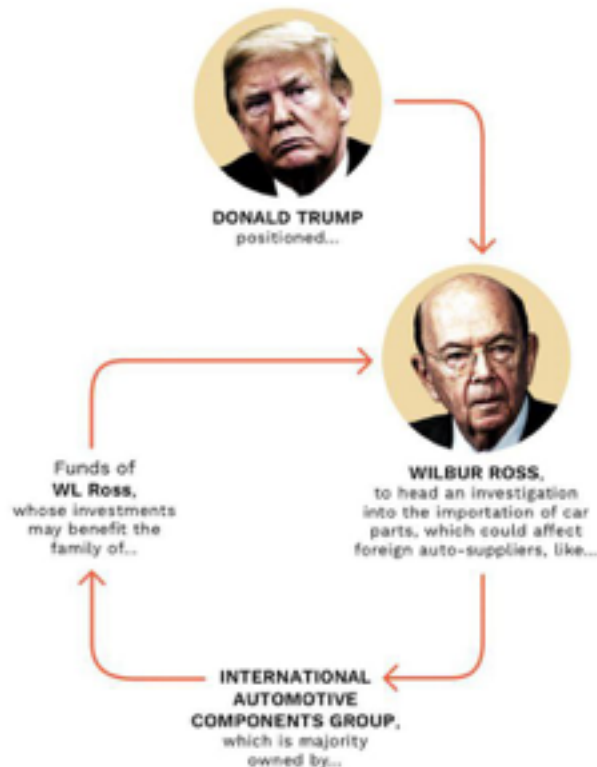 DONALD TRUMP
positioned...
WILBUR ROSS,
to head an investigation
into the importation of car
parts, which could affect
foreign auto-suppliers, like...
INTERNATIONAL
AUTOMOTIVE
COMPONENTS GROUP,
which is majority
owned by...
Funds of
WL Ross,
whose investments
may benefit the
family of...